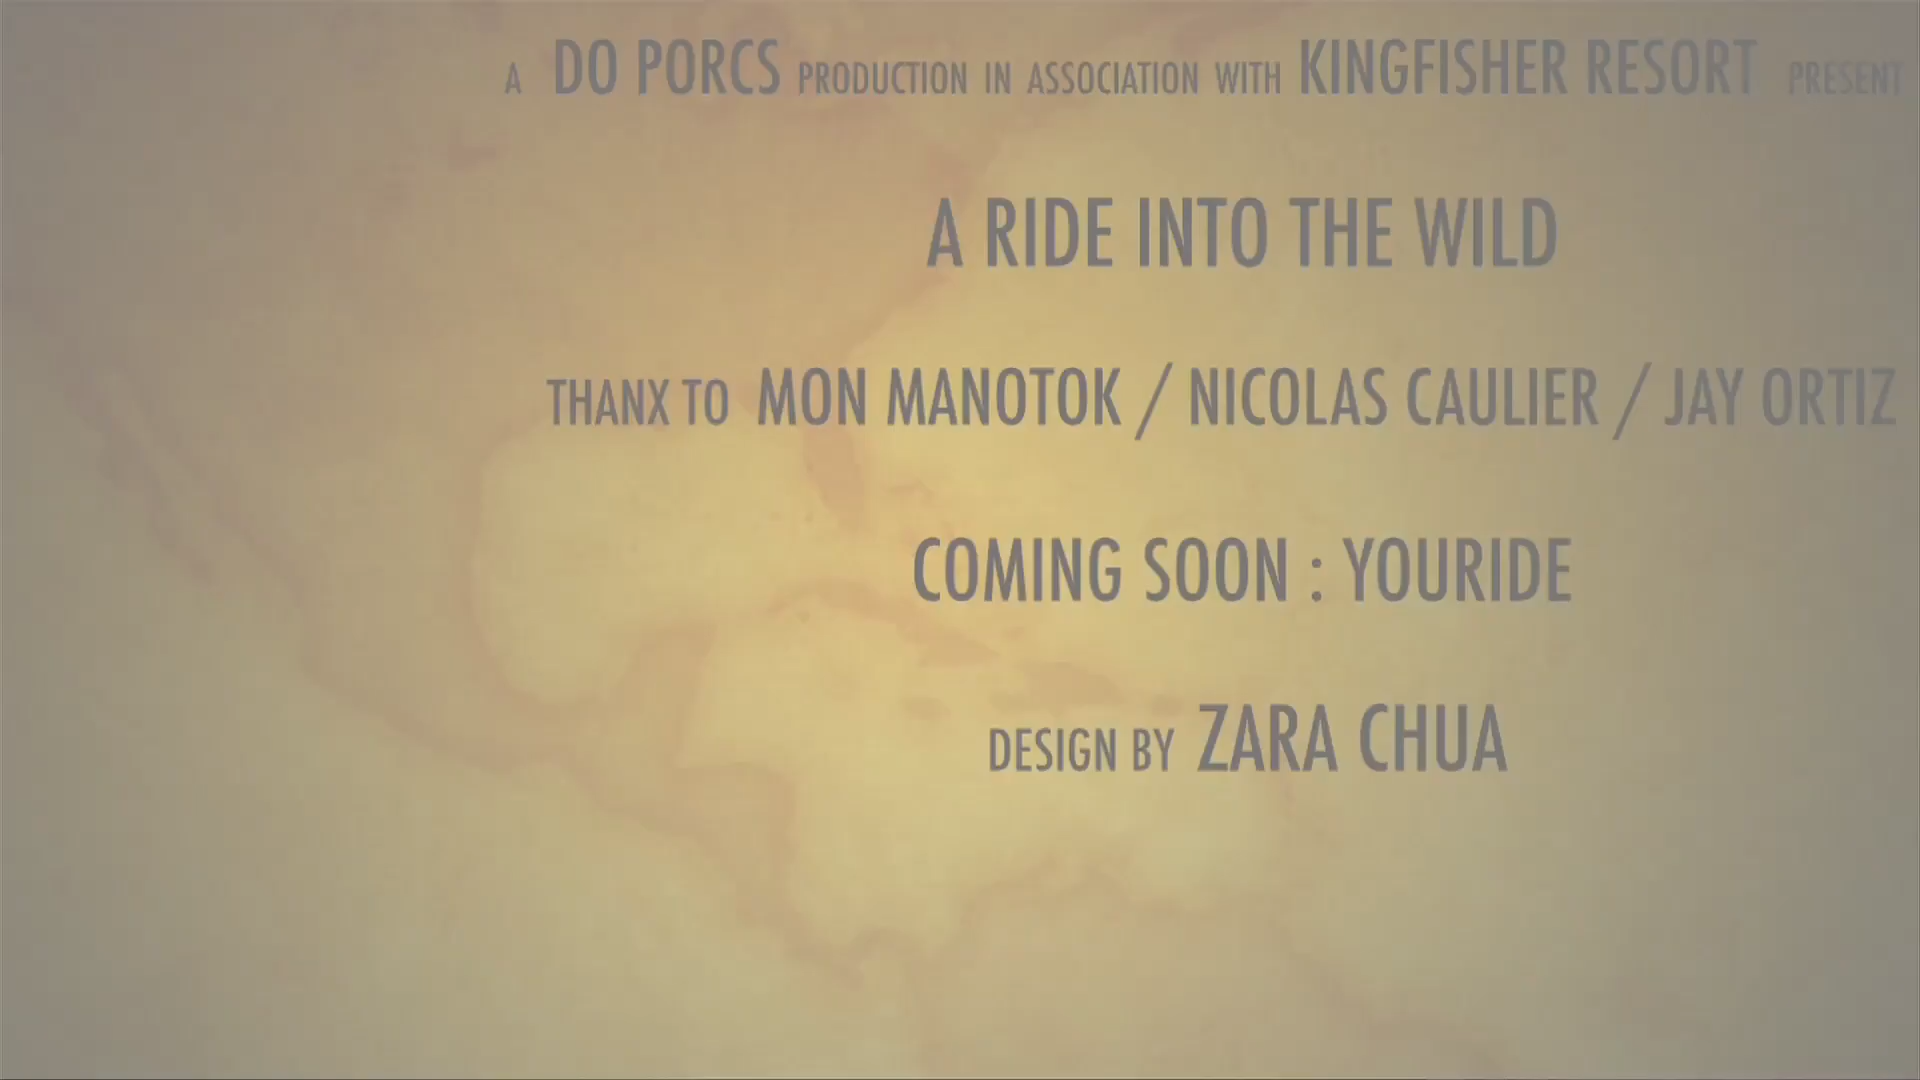 A DO PORCS PRODUCTION IN ASSOCIATION WITH KINGFISHER RESORT PRESENT
A RIDE INTO THE WILD
THANX TO MON MANOTOK / NICOLAS CAULIER / JAY ORTIZ
COMING SOON : YOURIDE
DESIGN BY ZARA CHUA